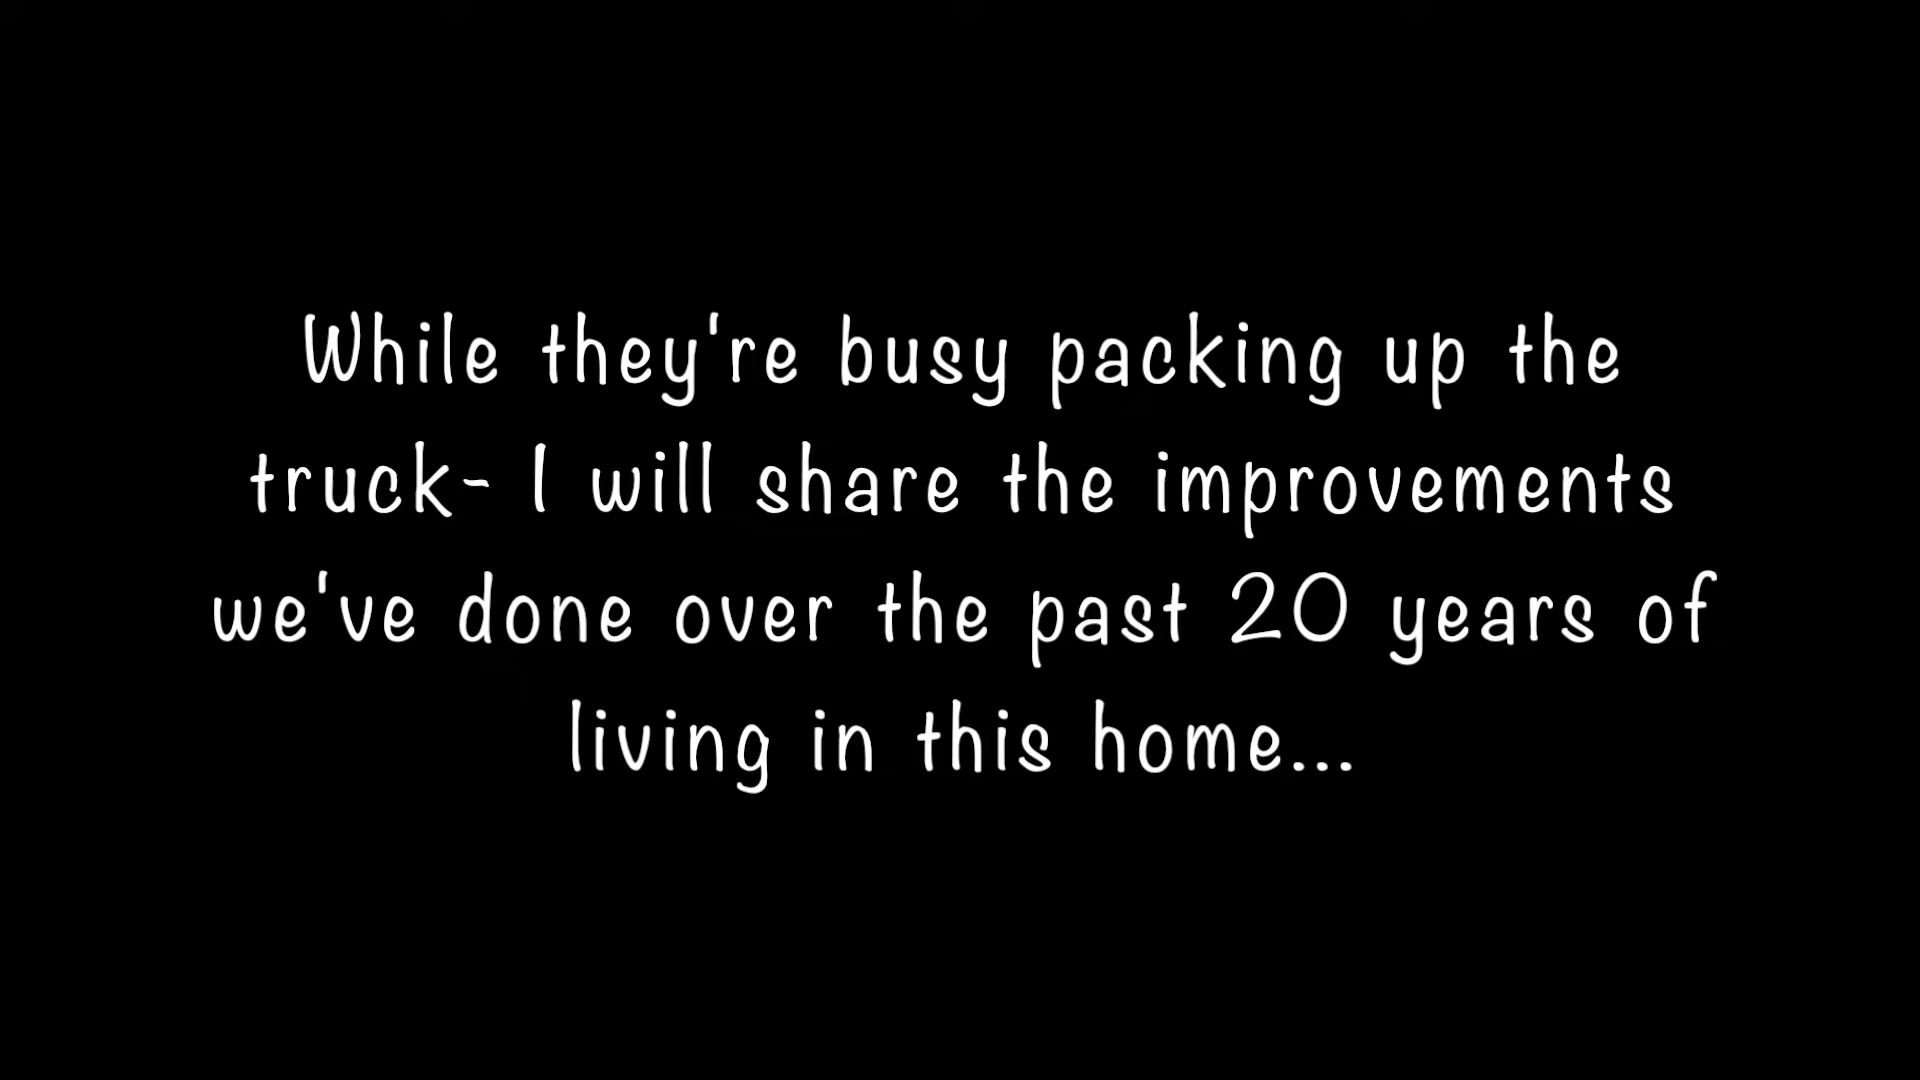 While they're busy packing up the
truck- I will share the improvements
we've done over the past 20 years of
living in this home...